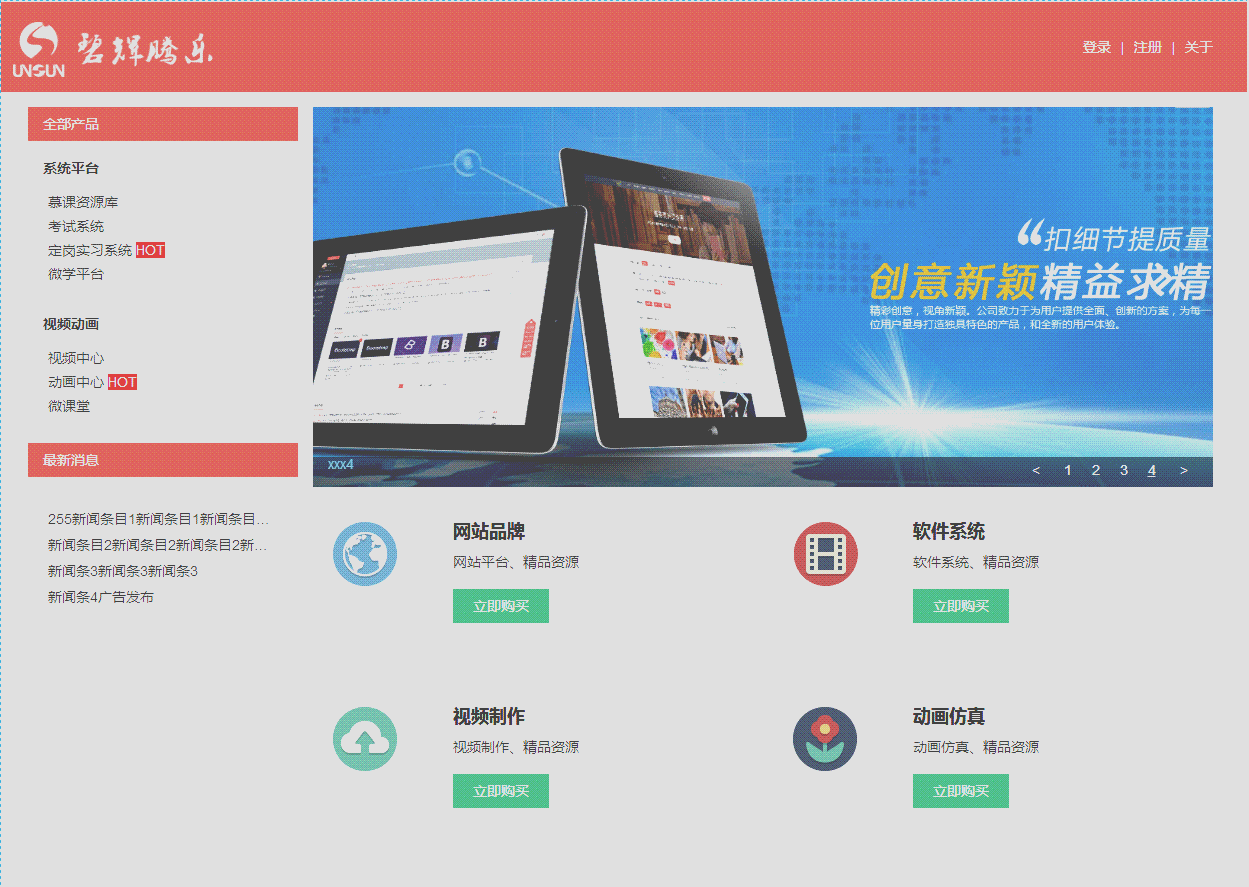 UNSUN 碧辉腾乐
登录 | 注册 | 关于
全部产品
系统平台
慕课资源库
考试系统
定岗实习系统 HOT
微学平台
视频动画
视频中心
动画中心 HOT
微课堂
最新消息
255新闻条目1新闻条目1新闻条目...
新闻条目2新闻条目2新闻条目2新...
新闻条3新闻条3新闻条3
新闻条4广告发布
“扣细节提质量
创意新颖精益求精
精彩创意，视角新颖。公司致力于为用户提供全面、创新的方案，为每一
位用户量身打造独具特色的产品，和全新的用户体验。
xxx4
< 1 2 3 4 >
网站品牌
网站平台、精品资源
立即购买
软件系统
软件系统、精品资源
立即购买
视频制作
视频制作、精品资源
立即购买
动画仿真
动画仿真、精品资源
立即购买